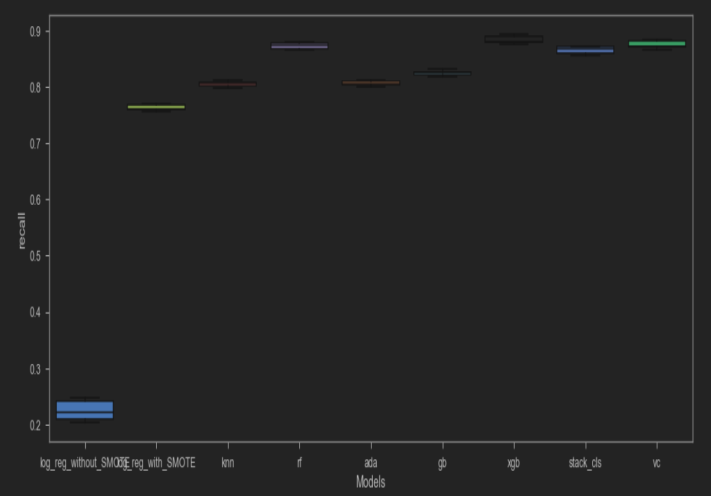 0.9
0.8
0.7
0.6
0.5
0.4
0.3
0.2
recall
log_reg_without_SMOTE
log_reg_with_SMOTE
knn
rf
ada
gb
xgb
stack_cls
vc
Models